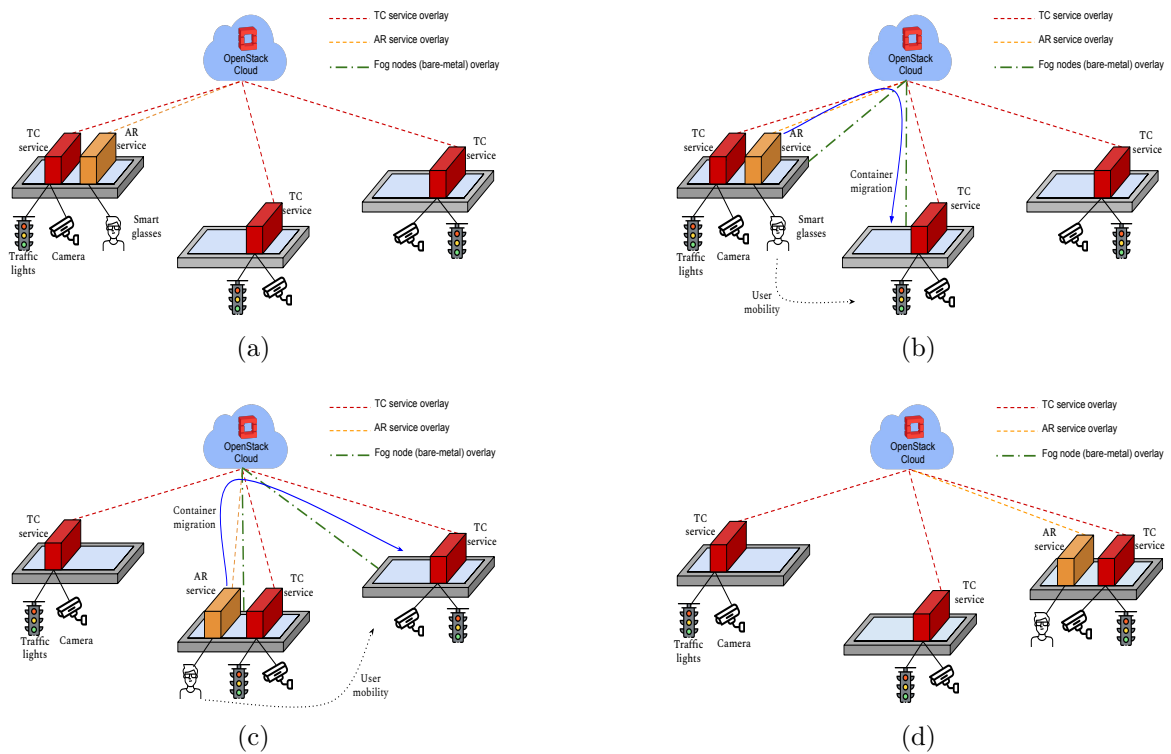 TC service overlay
AR service overlay
Fog nodes (bare-metal) overlay
OpenStack
Cloud
TC
service
AR
service
TC
service
TC
service
Smart
glasses
Traffic
lights
Camera
(a)
TC service overlay
AR service overlay
Fog nodes (bare-metal) overlay
OpenStack
Cloud
TC
service
AR
service
TC
service
Container
migration
TC
service
Smart
glasses
Traffic
lights
Camera
User
mobility
(b)
TC service overlay
AR service overlay
Fog node (bare-metal) overlay
OpenStack
Cloud
Container
migration
TC
service
TC
service
AR
service
TC
service
Traffic
lights
Camera
User
mobility
(c)
TC service overlay
AR service overlay
Fog node (bare-metal) overlay
OpenStack
Cloud
TC
service
AR
service
TC
service
TC
service
Traffic
lights
Camera
(d)